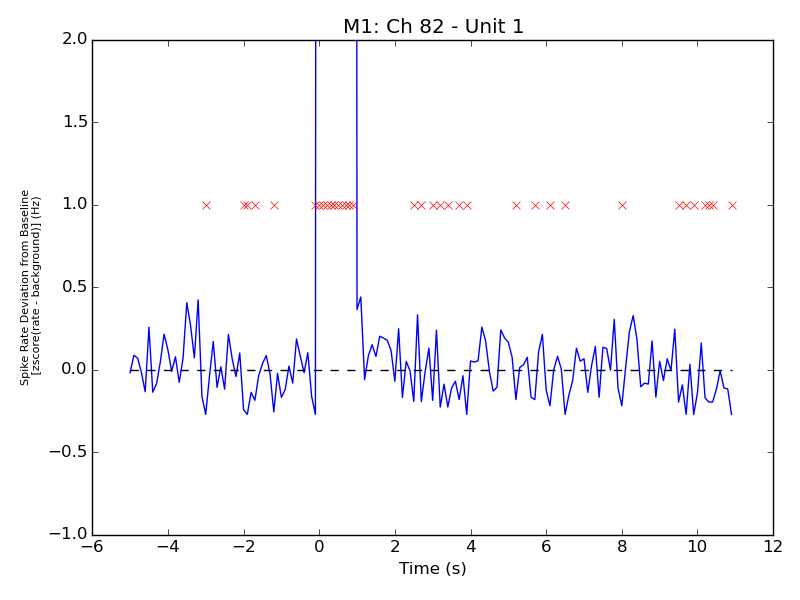 M1: Ch 82 - Unit 1
2.0
1.5
1.0
0.5
0.0
−0.5
−1.0
Spike Rate Deviation from Baseline
[zscore(rate - background)] (Hz)
−6 −4 −2 0 2 4 6 8 10 12
Time (s)